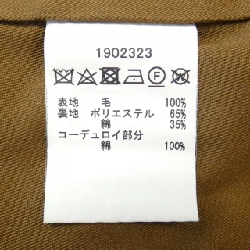 1902323
表地 毛 100%
裏地 ポリエステル 65%
綿 35%
コーデュロイ部分
綿 100%